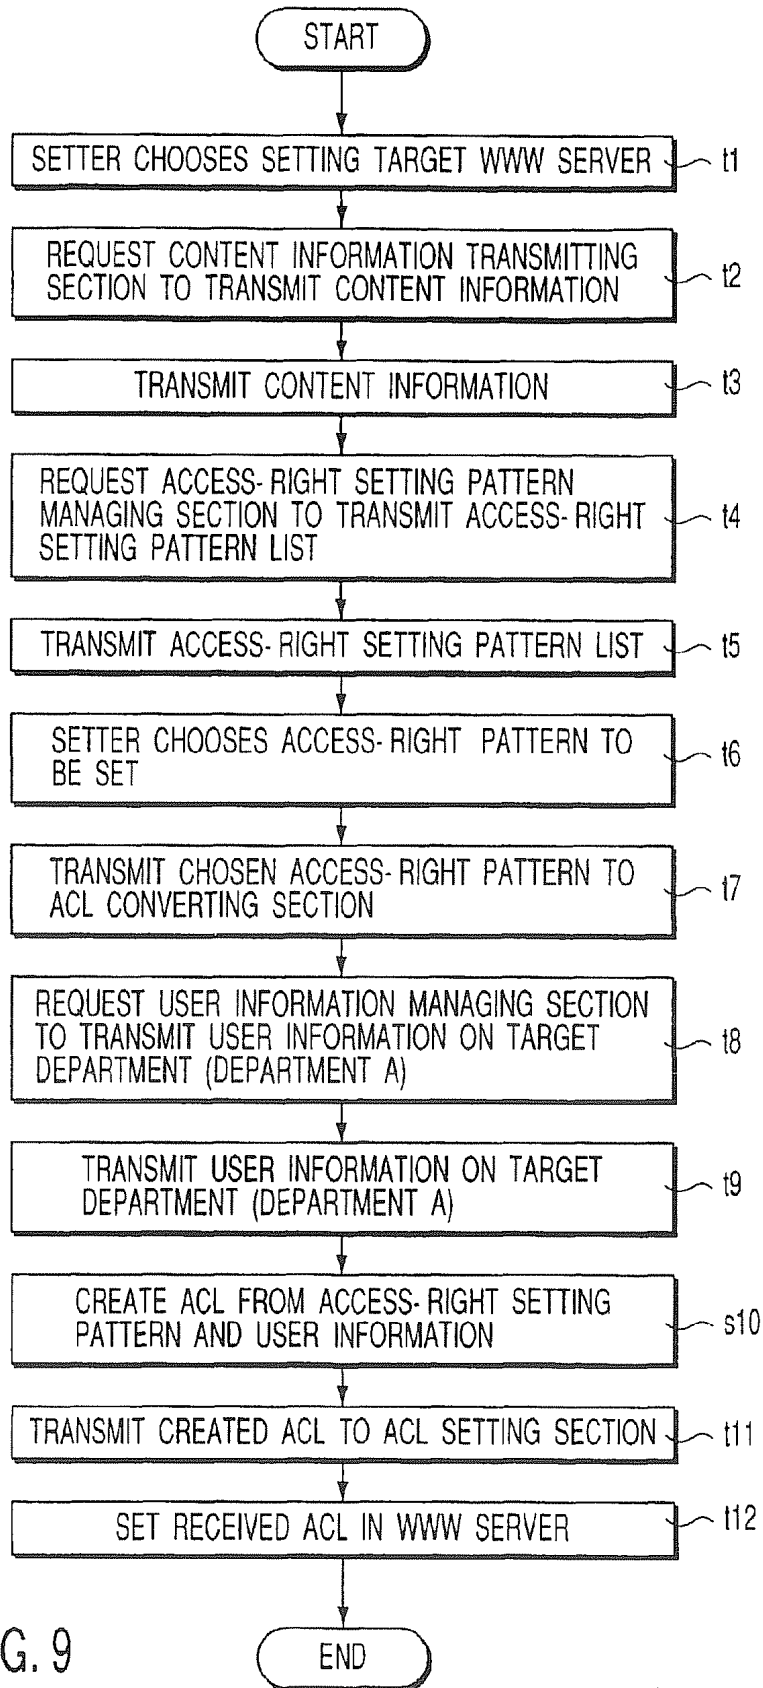 START
SETTER CHOOSES SETTING TARGET WWW SERVER t1
REQUEST CONTENT INFORMATION TRANSMITTING
SECTION TO TRANSMIT CONTENT INFORMATION t2
TRANSMIT CONTENT INFORMATION t3
REQUEST ACCESS-RIGHT SETTING PATTERN
MANAGING SECTION TO TRANSMIT ACCESS-RIGHT t4
SETTING PATTERN LIST
TRANSMIT ACCESS-RIGHT SETTING PATTERN LIST t5
SETTER CHOOSES ACCESS-RIGHT PATTERN TO t6
BE SET
TRANSMIT CHOSEN ACCESS-RIGHT PATTERN TO t7
ACL CONVERTING SECTION
REQUEST USER INFORMATION MANAGING SECTION
TO TRANSMIT USER INFORMATION ON TARGET t8
DEPARTMENT (DEPARTMENT A)
TRANSMIT USER INFORMATION ON TARGET t9
DEPARTMENT (DEPARTMENT A)
CREATE ACL FROM ACCESS-RIGHT SETTING
PATTERN AND USER INFORMATION s10
TRANSMIT CREATED ACL TO ACL SETTING SECTION t11
SET RECEIVED ACL IN WWW SERVER t12
G. 9
END